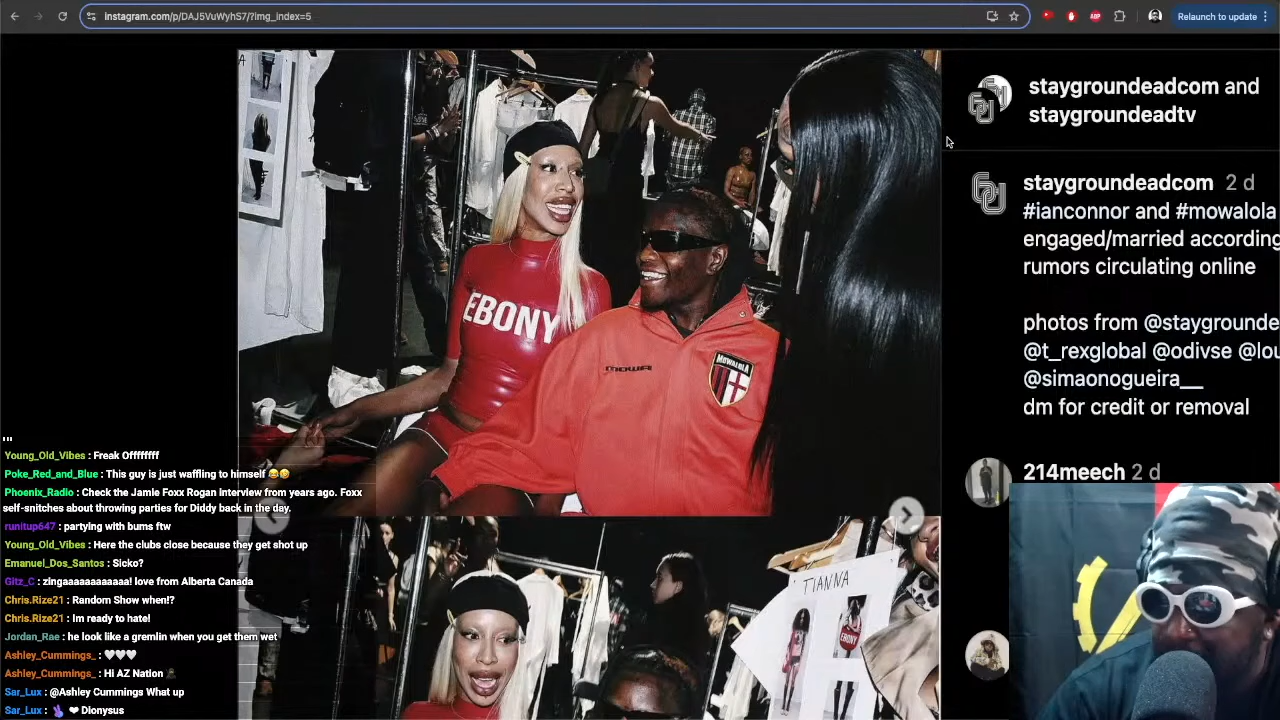 instagram.com/p/DAJ5VuWyhS7/?img_index=5
ABP
Relaunch to update
staygroundeadcom and
staygroundeadtv
staygroundeadcom 2 d
#ianconnor and #mowalola
engaged/married according
rumors circulating online
photos from @staygrounde
@t_rexglobal @odivse @lou
@simaonogueira__
dm for credit or removal
214meech 2 d
EBONY
mowa
MOWALOLA
TIANNA
EBONY
Young_Old_Vibes : Freak Offfffffff
Poke_Red_and_Blue : This guy is just waffling to himself 😂🤣
Phoenix_Radio : Check the Jamie Foxx Rogan Interview from years ago. Foxx
self-snitches about throwing parties for Diddy back in the day.
runitup647 : partying with bums ftw
Young_Old_Vibes : Here the clubs close because they get shot up
Emanuel_Dos_Santos : Sicko?
Gitz_C : zingaaaaaaaaaaaa! love from Alberta Canada
Chris.Rize21 : Random Show when!?
Chris.Rize21 : Im ready to hate!
Jordan_Rae : he look like a gremlin when you get them wet
Ashley_Cummings_ : 🖤🖤🖤
Ashley_Cummings_ : Hi AZ Nation
Sar_Lux : @Ashley Cummings What up
Sar_Lux : ✌ ❤ Dionysus